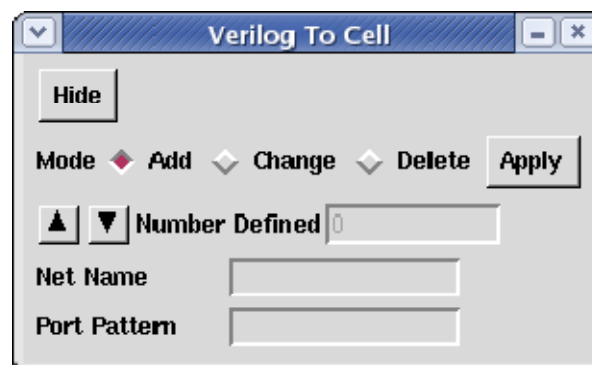 Verilog To Cell
Hide
Mode Add Change Delete Apply
Number Defined 0
Net Name
Port Pattern